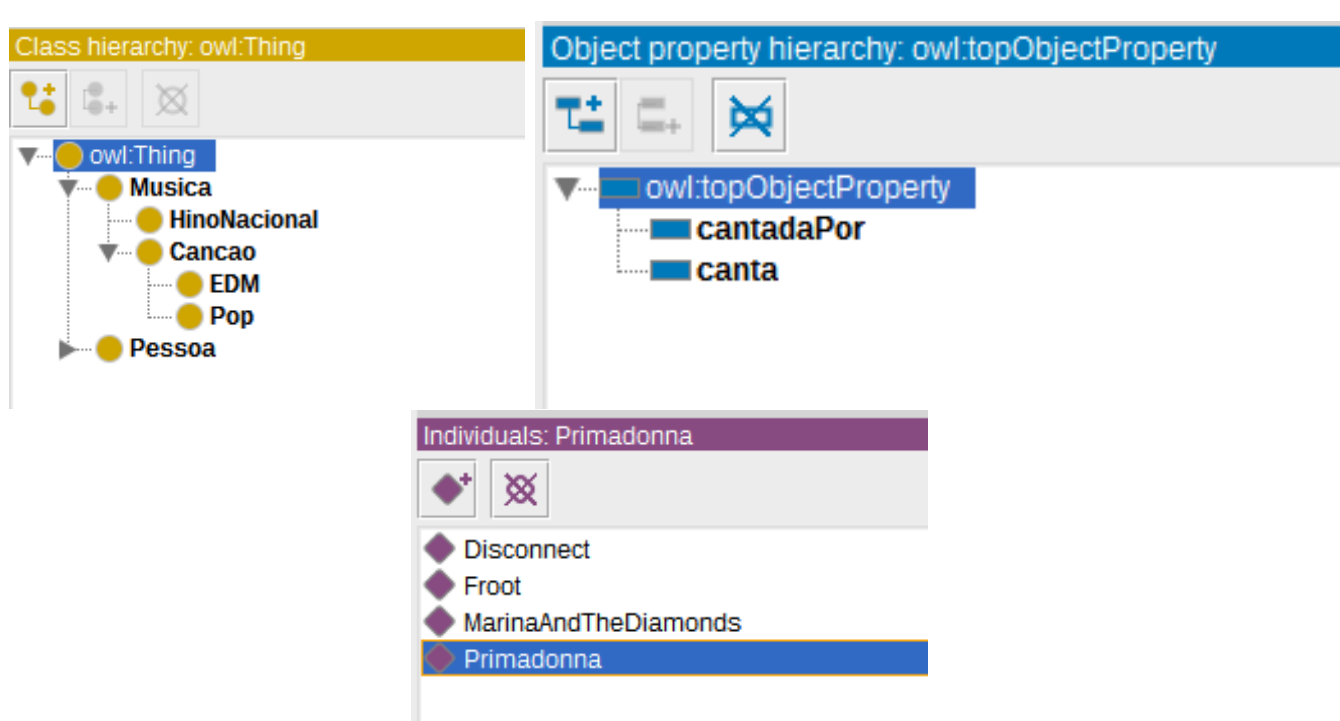 Class hierarchy: owl:Thing
owl:Thing
Musica
HinoNacional
Cancao
EDM
Pop
Pessoa
Object property hierarchy: owl:topObjectProperty
owl:topObjectProperty
cantadaPor
canta
Individuals: Primadonna
Disconnect
Froot
MarinaAndTheDiamonds
Primadonna